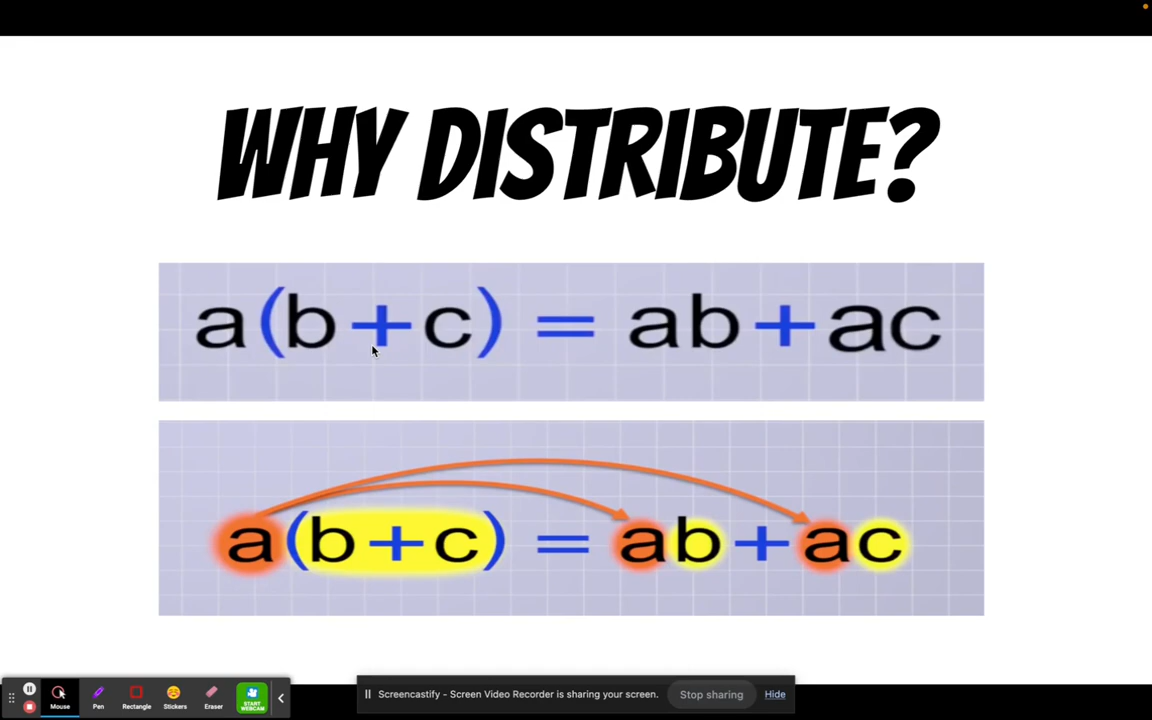 WHY DISTRIBUTE?
a(b+c) = ab+ac
a(b+c) = ab+ac
Mouse Pen Rectangle Stickers Eraser START WEBCAM
Screencastify - Screen Video Recorder is sharing your screen. Stop sharing Hide